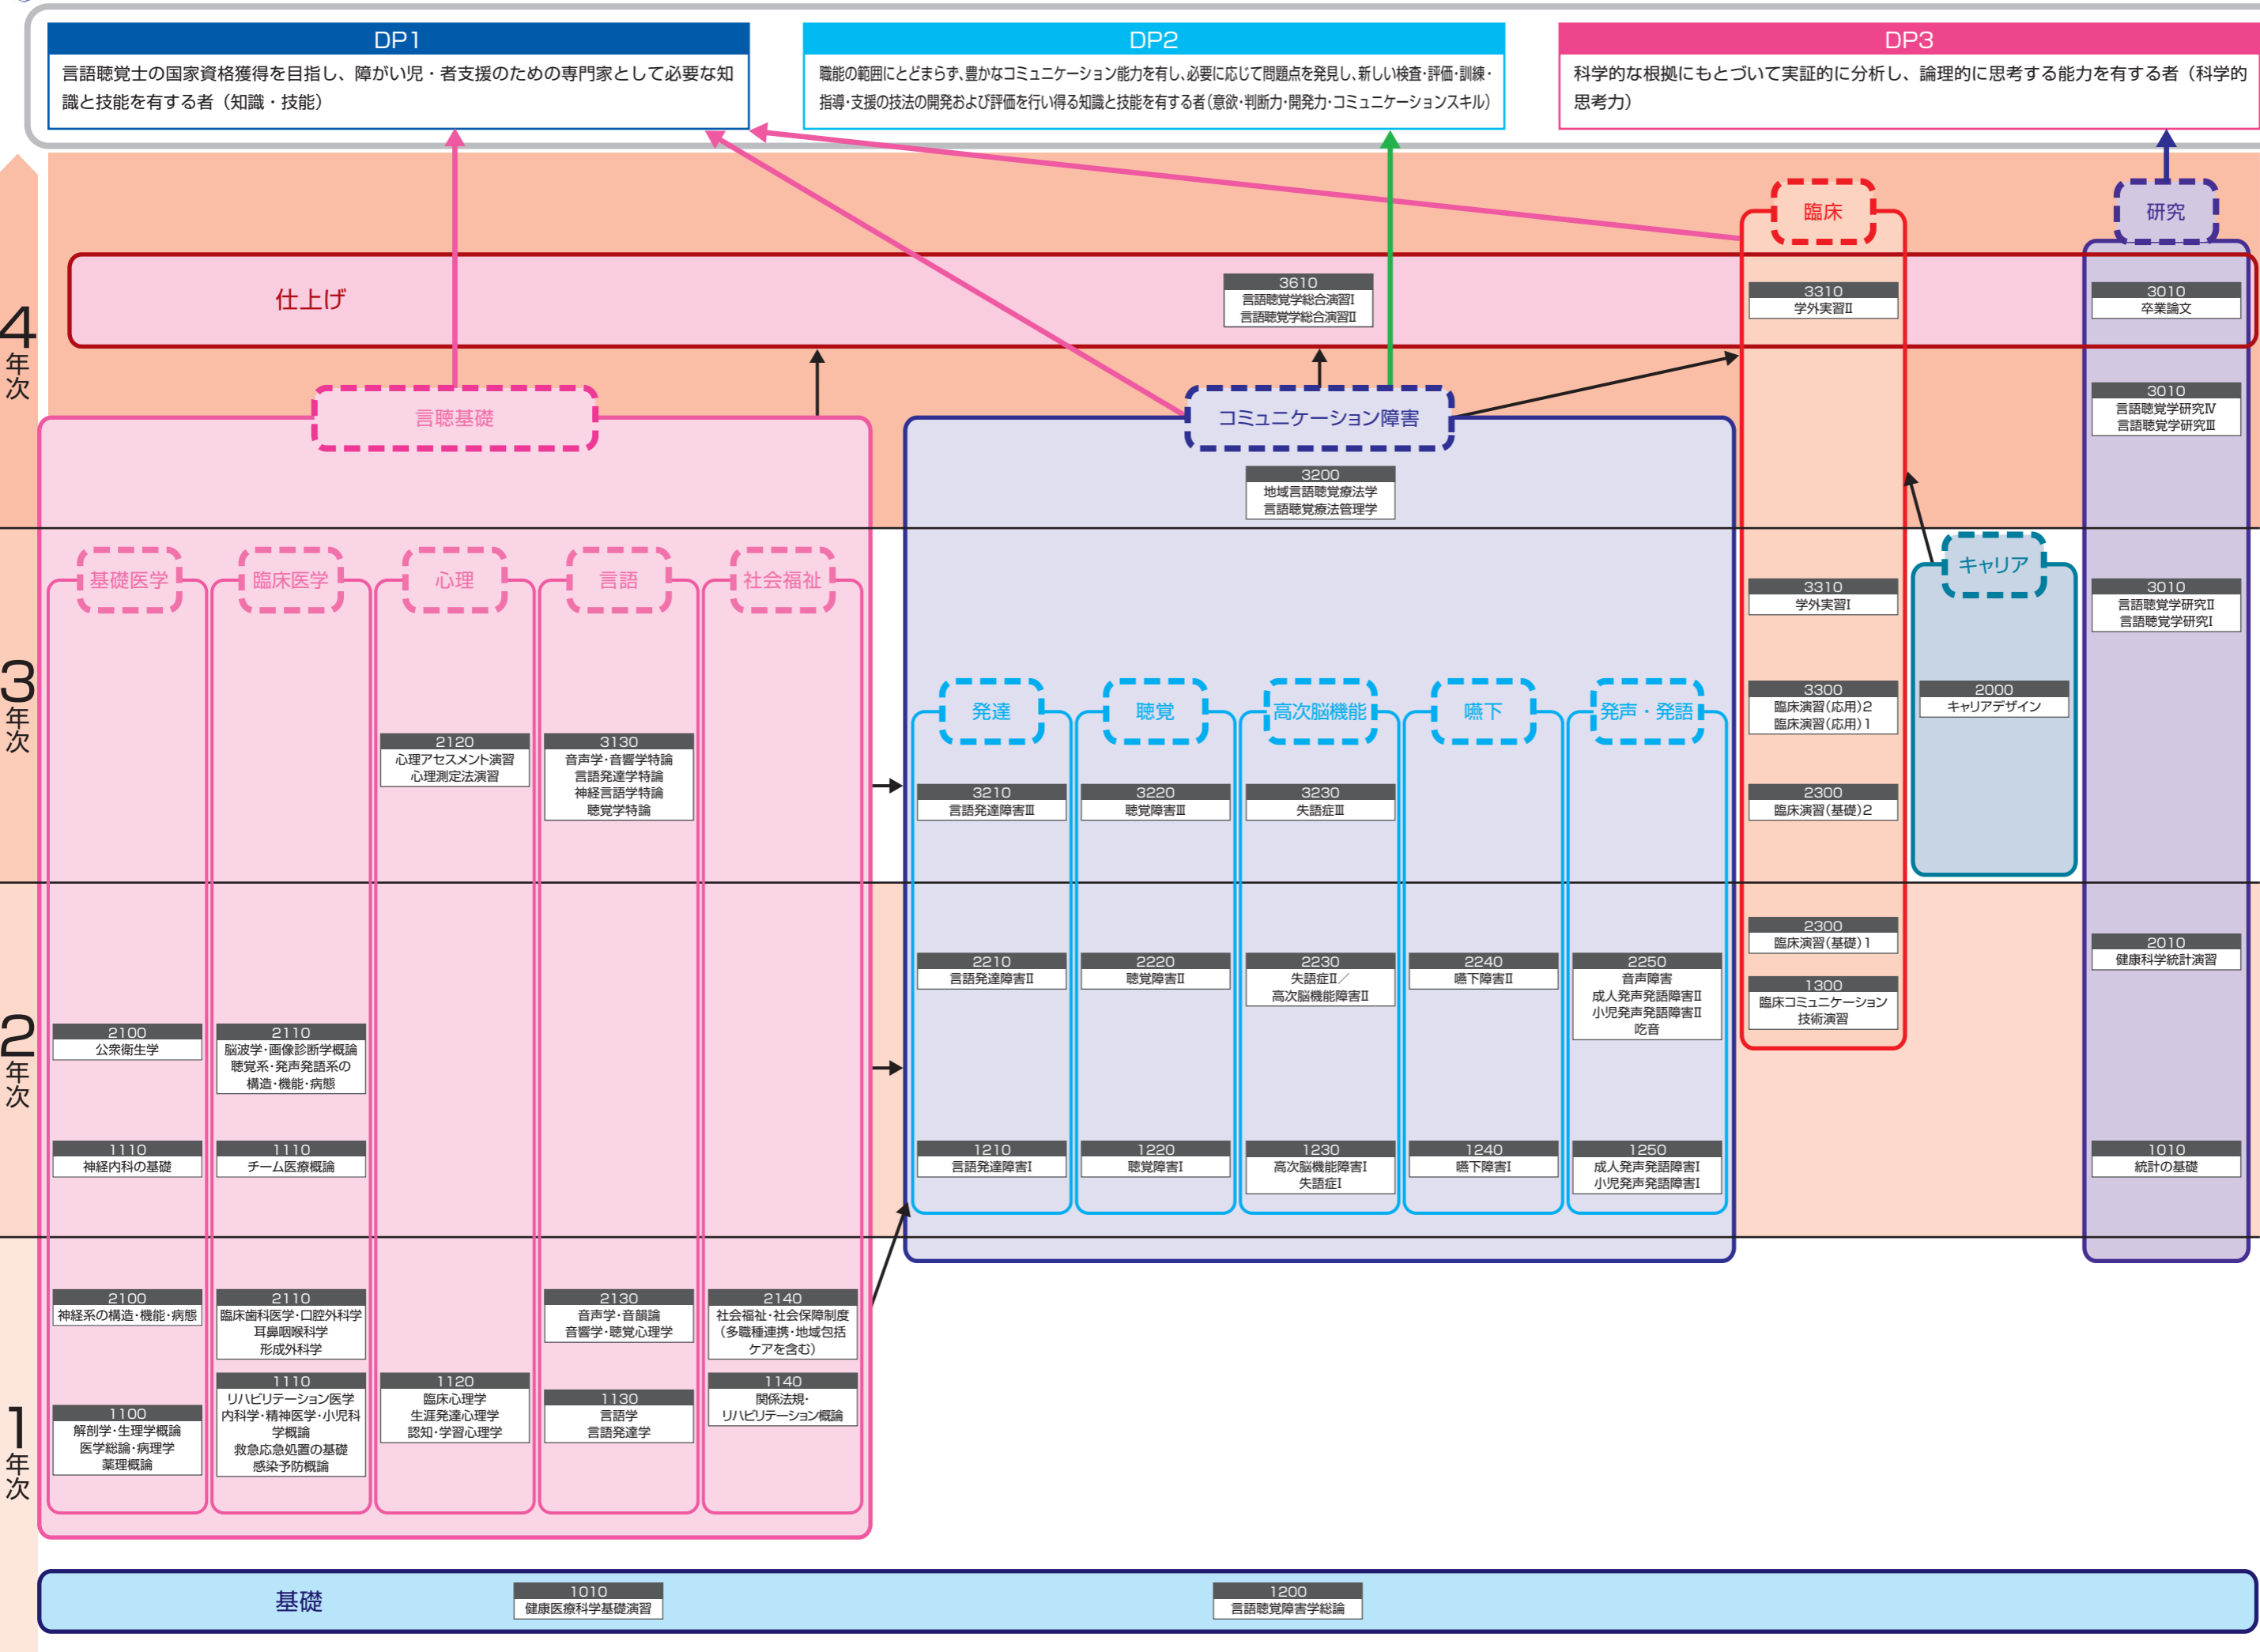 DP1
言語聴覚士の国家資格獲得を目指し、障がい児・者支援のための専門家として必要な知
識と技能を有する者（知識・技能）
DP2
職能の範囲にとどまらず、豊かなコミュニケーション能力を有し、必要に応じて問題点を発見し、新しい検査・評価・訓練・
指導・支援の技法の開発および評価を行い得る知識と技能を有する者（意欲・判断力・開発力・コミュニケーションスキル）
DP3
科学的な根拠にもとづいて実証的に分析し、論理的に思考する能力を有する者（科学的
思考力）
4年次
仕上げ
3610
言語聴覚学総合演習Ⅰ
言語聴覚学総合演習Ⅱ
臨床
3310
学外実習Ⅱ
研究
3010
卒業論文
3010
言語聴覚学研究Ⅳ
言語聴覚学研究Ⅲ
言聴基礎
コミュニケーション障害
3200
地域言語聴覚療法学
言語聴覚療法管理学
3年次
基礎医学
臨床医学
心理
言語
社会福祉
2120
心理アセスメント演習
心理測定法演習
3130
音声学・音響学特論
言語発達学特論
神経言語学特論
聴覚学特論
発達
聴覚
高次脳機能
嚥下
発声・発語
3210
言語発達障害Ⅲ
3220
聴覚障害Ⅲ
3230
失語症Ⅲ
3310
学外実習Ⅰ
3300
臨床演習（応用）2
臨床演習（応用）1
2300
臨床演習（基礎）2
キャリア
2000
キャリアデザイン
3010
言語聴覚学研究Ⅱ
言語聴覚学研究Ⅰ
2年次
2100
公衆衛生学
2110
脳波学・画像診断学概論
聴覚系・発声発語系の
構造・機能・病態
1110
神経内科の基礎
1110
チーム医療概論
2210
言語発達障害Ⅱ
2220
聴覚障害Ⅱ
2230
失語症Ⅱ／
高次脳機能障害Ⅱ
2240
嚥下障害Ⅱ
2250
音声障害
成人発声発語障害Ⅱ
小児発声発語障害Ⅱ
吃音
1210
言語発達障害Ⅰ
1220
聴覚障害Ⅰ
1230
高次脳機能障害Ⅰ
失語症Ⅰ
1240
嚥下障害Ⅰ
1250
成人発声発語障害Ⅰ
小児発声発語障害Ⅰ
2300
臨床演習（基礎）1
1300
臨床コミュニケーション
技術演習
2010
健康科学統計演習
1010
統計の基礎
1年次
2100
神経系の構造・機能・病態
2110
臨床歯科医学・口腔外科学
耳鼻咽喉科学
形成外科学
2130
音声学・音韻論
音響学・聴覚心理学
2140
社会福祉・社会保障制度
（多職種連携・地域包括
ケアを含む）
1100
解剖学・生理学概論
医学総論・病理学
薬理概論
1110
リハビリテーション医学
内科学・精神医学・小児科
学概論
救急応急処置の基礎
感染予防概論
1120
臨床心理学
生涯発達心理学
認知・学習心理学
1130
言語学
言語発達学
1140
関係法規・
リハビリテーション概論
基礎
1010
健康医療科学基礎演習
1200
言語聴覚障害学総論